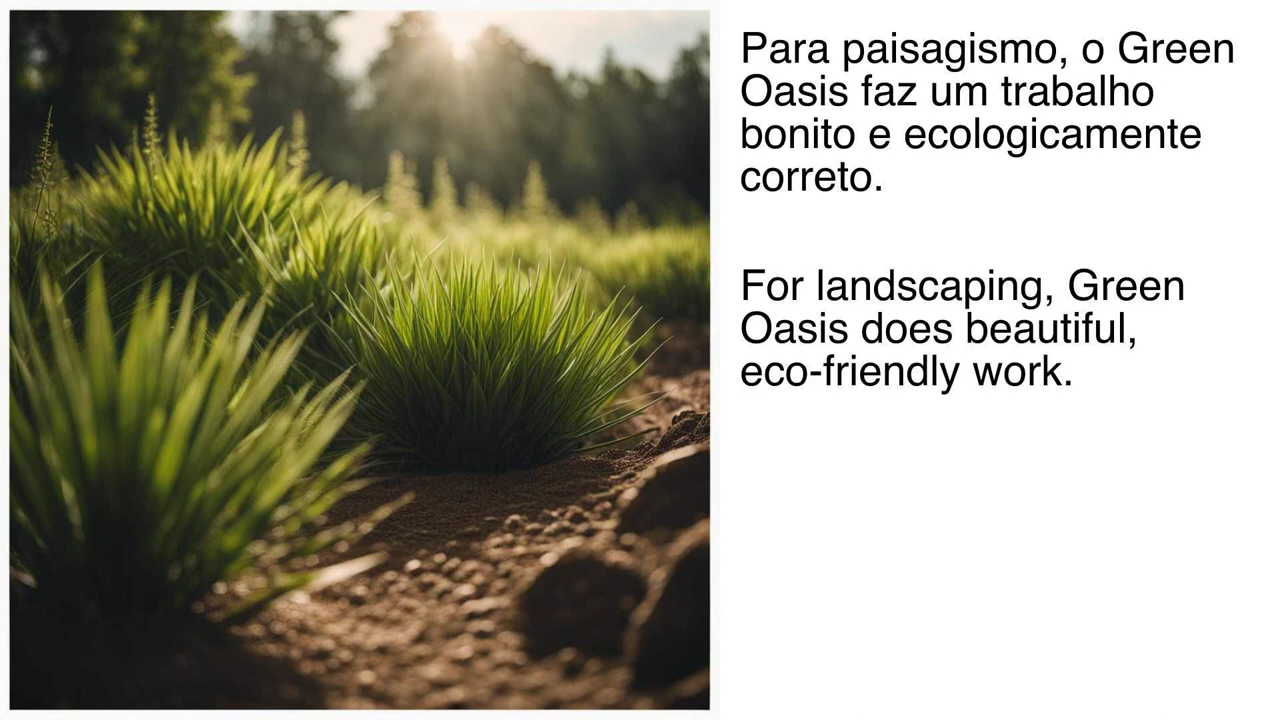 Para paisagismo, o Green
Oasis faz um trabalho
bonito e ecologicamente
correto.
For landscaping, Green
Oasis does beautiful,
eco-friendly work.